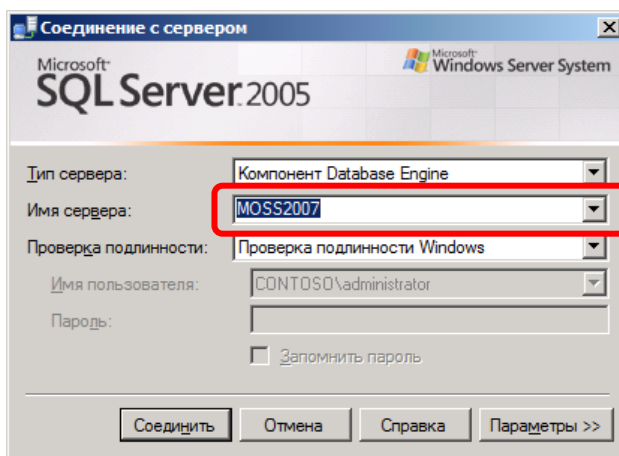 Соединение с сервером
Microsoft
SQL Server 2005
Microsoft
Windows Server System
Тип сервера: Компонент Database Engine
Имя сервера: MOSS2007
Проверка подлинности: Проверка подлинности Windows
Имя пользователя: CONTOSO\administrator
Пароль:
Запомнить пароль
Соединить Отмена Справка Параметры >>